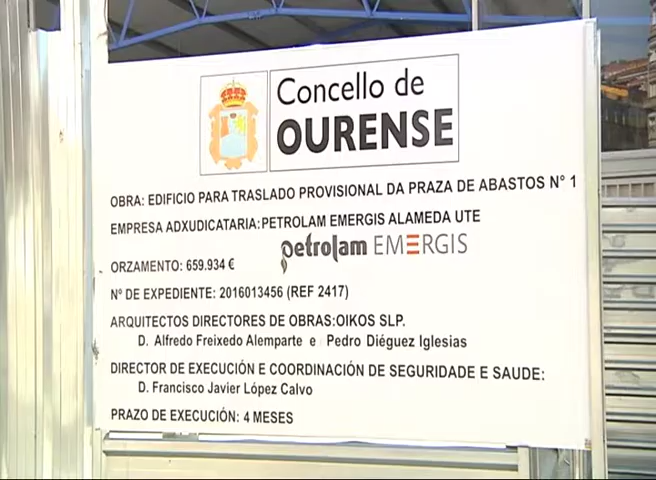 Concello de
OURENSE
OBRA: EDIFICIO PARA TRASLADO PROVISIONAL DA PRAZA DE ABASTOS N° 1
EMPRESA ADXUDICATARIA: PETROLAM EMERGIS ALAMEDA UTE
petrolam EMERGIS
ORZAMENTO: 659.934 €
Nº DE EXPEDIENTE: 2016013456 (REF 2417)
ARQUITECTOS DIRECTORES DE OBRAS:OIKOS SLP.
D. Alfredo Freixedo Alemparte e Pedro Diéguez Iglesias
DIRECTOR DE EXECUCIÓN E COORDINACIÓN DE SEGURIDADE E SAUDE:
D. Francisco Javier López Calvo
PRAZO DE EXECUCIÓN: 4 MESES